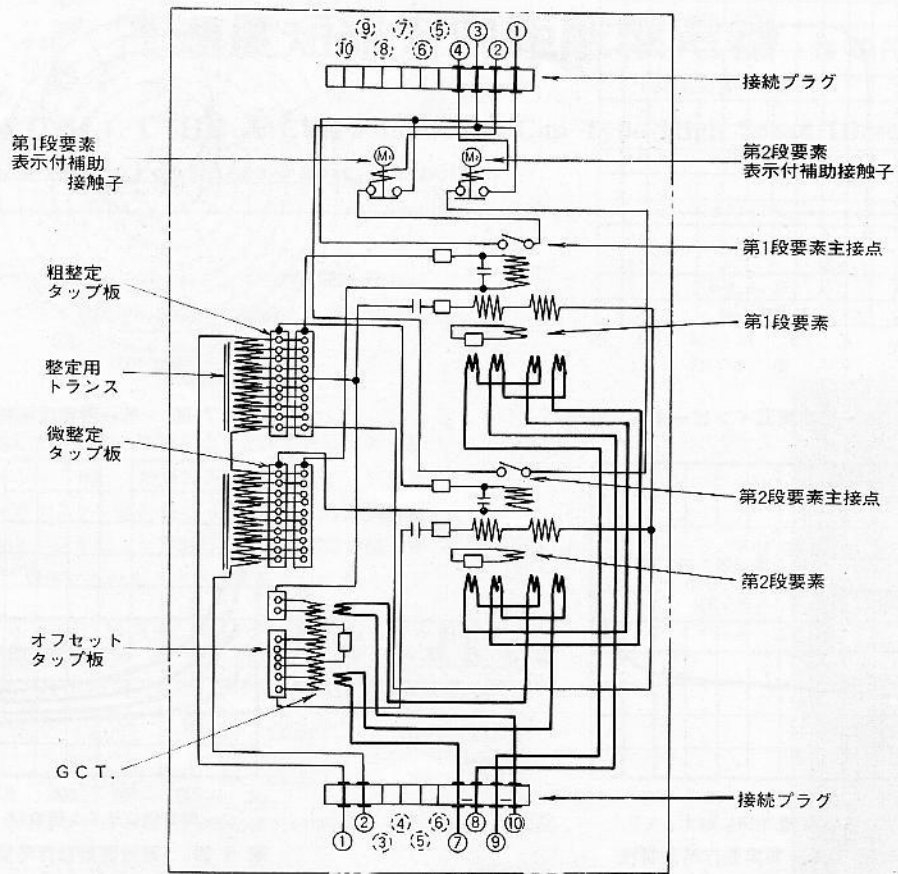 ⑨ ⑦ ⑤ ③ ①
⑩ ⑧ ⑥ ④ ②
接続プラグ
第1段要素
表示付補助
接触子
M₁
M₂
第2段要素
表示付補助接触子
第1段要素主接点
粗整定
タップ板
第1段要素
整定用
トランス
微整定
タップ板
第2段要素主接点
第2段要素
オフセット
タップ板
GCT.
接続プラグ
① ② ④ ⑥ ⑧ ⑩
③ ⑤ ⑦ ⑨